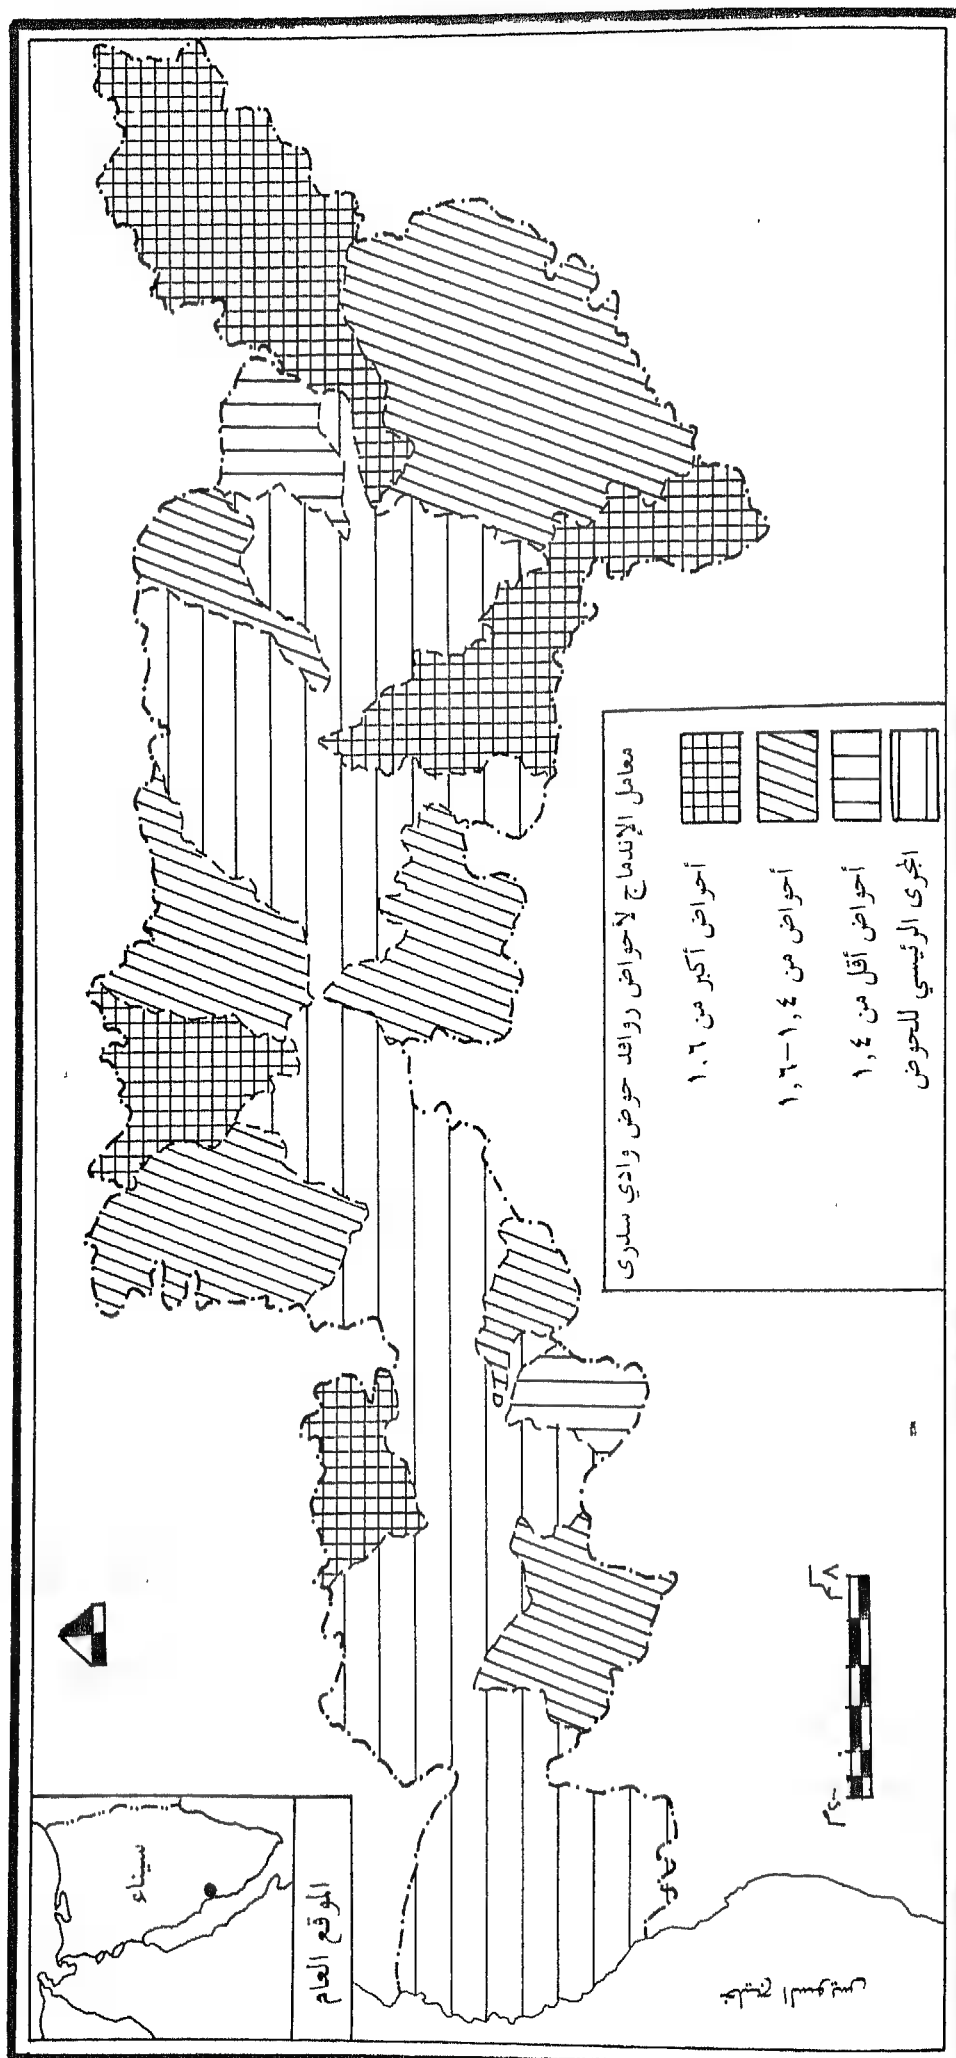 معامل الإندماج لأحواض روافد حوض وادي سدرى
أحواض أكبر من ١.٦
أحواض من ١,٤-١,٦
أحواض أقل من ١,٤
المجرى الرئيسي للحوض
سيناء
الموقع العام
خليج السويس